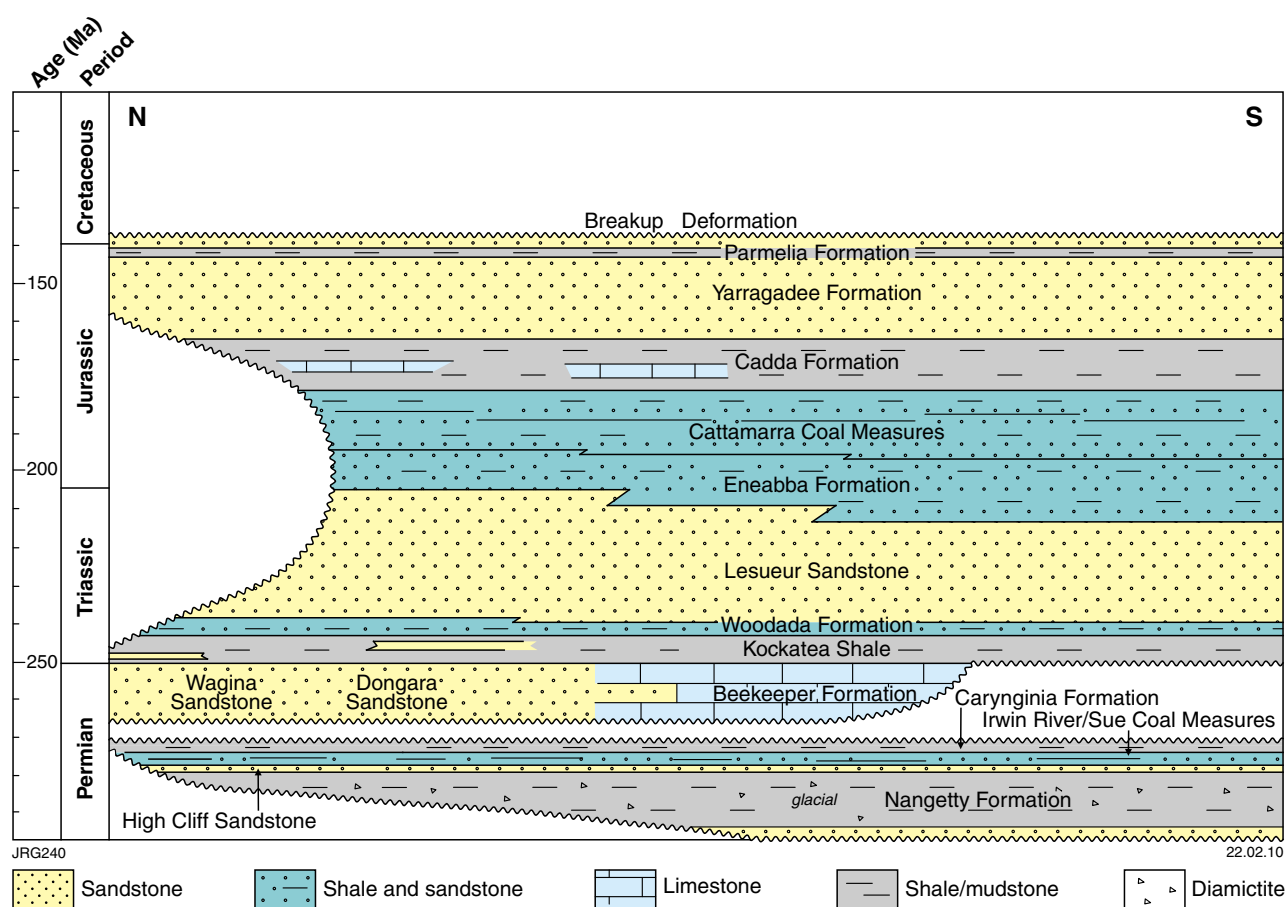 Age (Ma)
Period
N
S
Cretaceous
Breakup Deformation
Parmelia Formation
−150
Yarragadee Formation
Jurassic
Cadda Formation
Cattamarra Coal Measures
−200
Eneabba Formation
Triassic
Lesueur Sandstone
Woodada Formation
Kockatea Shale
−250
Wagina
Sandstone
Dongara
Sandstone
Beekeeper Formation
Carynginia Formation
Irwin River/Sue Coal Measures
Permian
glacial
Nangetty Formation
High Cliff Sandstone
JRG240
22.02.10
Sandstone
Shale and sandstone
Limestone
Shale/mudstone
Diamictite